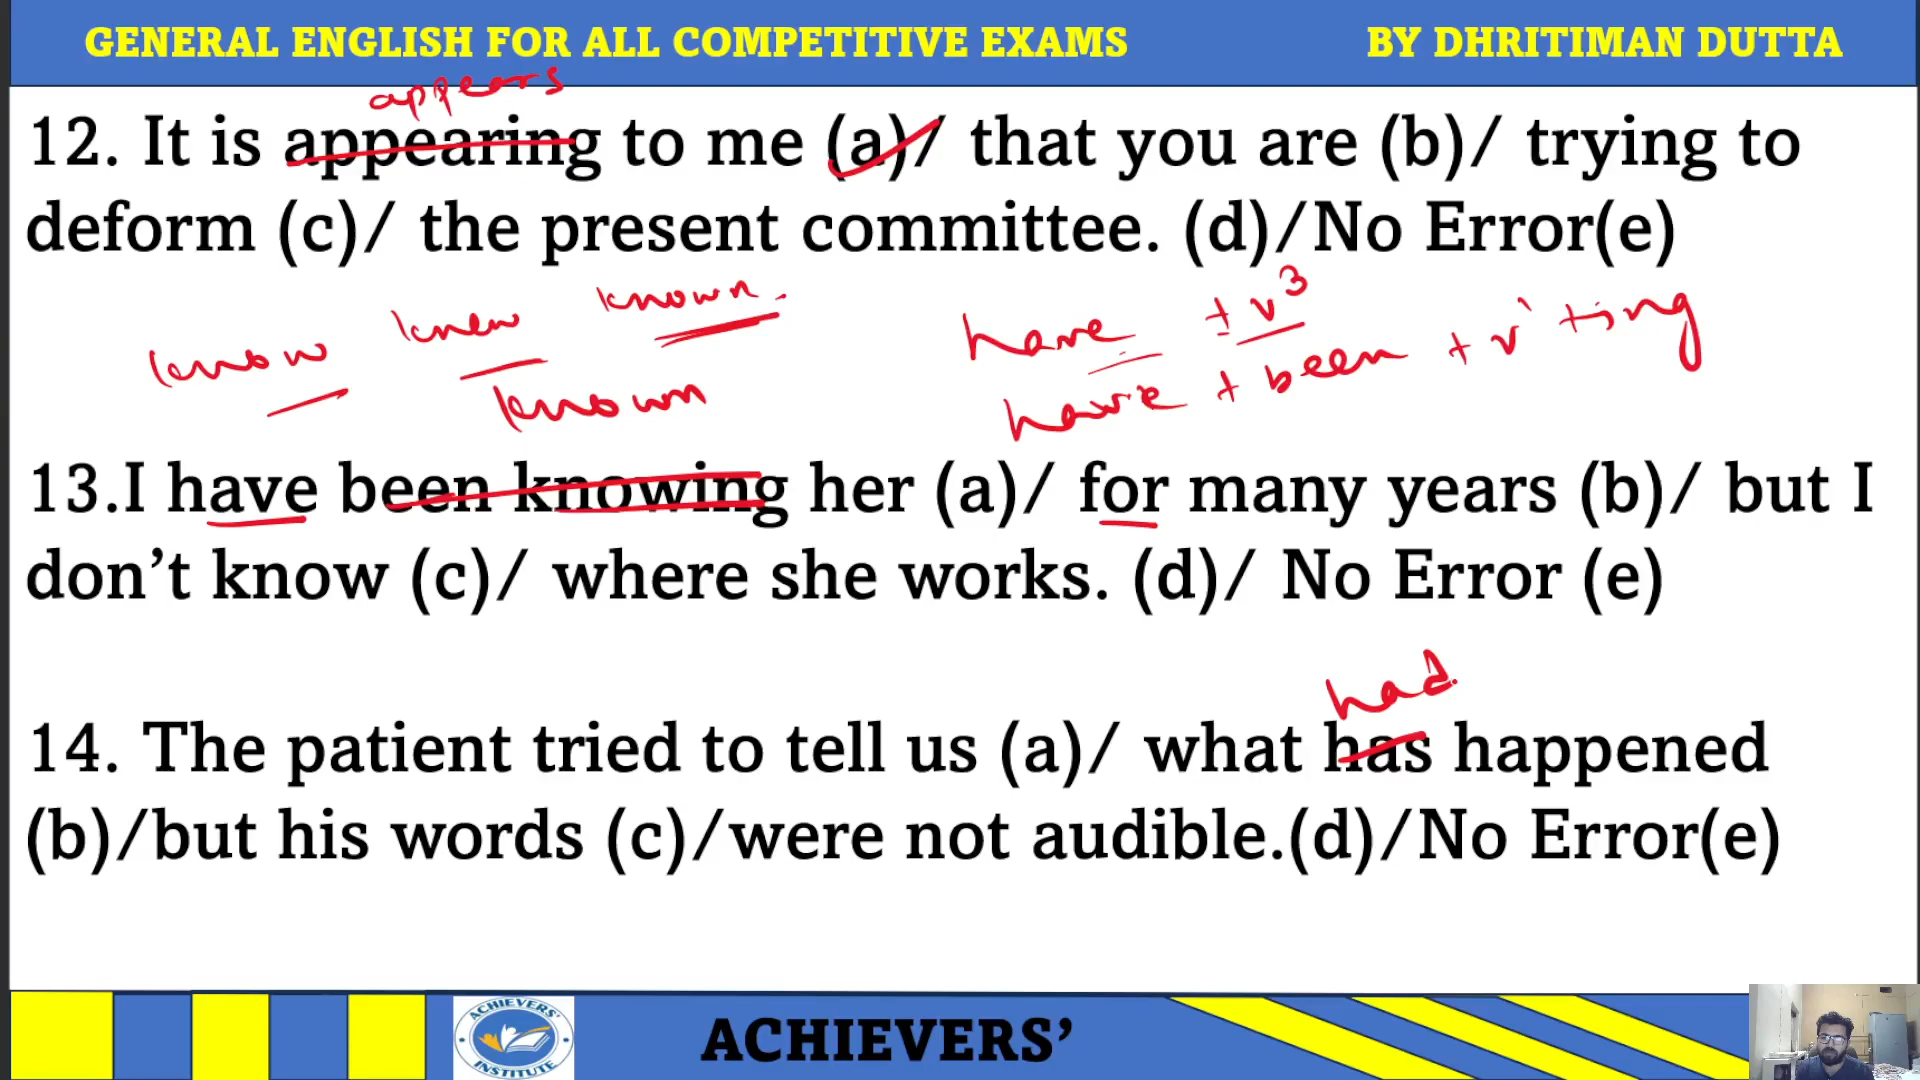 GENERAL ENGLISH FOR ALL COMPETITIVE EXAMS BY DHRITIMAN DUTTA
appears
12. It is appearing to me (a)/ that you are (b)/ trying to
deform (c)/ the present committee. (d)/No Error(e)
know knew known. have + v³
known have + been + v' + ing
13.I have been knowing her (a)/ for many years (b)/ but I
don't know (c)/ where she works. (d)/ No Error (e)
had
14. The patient tried to tell us (a)/ what has happened
(b)/but his words (c)/were not audible.(d)/No Error(e)
ACHIEVERS'
INSTITUTE
ACHIEVERS'